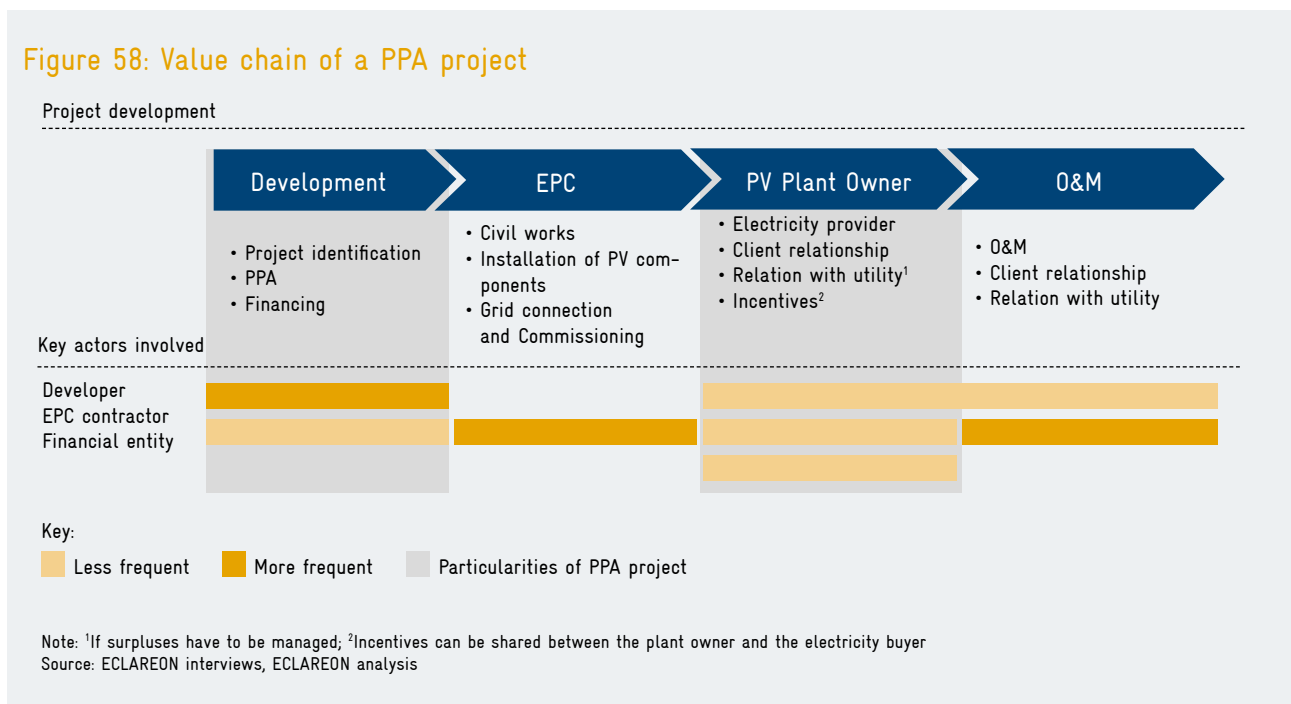 Figure 58: Value chain of a PPA project
Project development
Development
EPC
PV Plant Owner
O&M
• Project identification
• PPA
• Financing
• Civil works
• Installation of PV com-
ponents
• Grid connection
and Commissioning
• Electricity provider
• Client relationship
• Relation with utility¹
• Incentives²
• O&M
• Client relationship
• Relation with utility
Key actors involved
Developer
EPC contractor
Financial entity
Key:
Less frequent
More frequent
Particularities of PPA project
Note: ¹If surpluses have to be managed; ²Incentives can be shared between the plant owner and the electricity buyer
Source: ECLAREON interviews, ECLAREON analysis